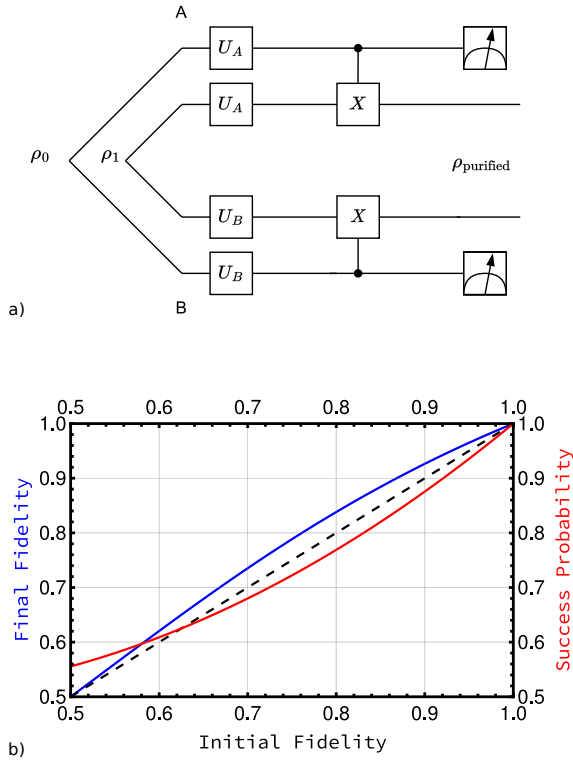 A
U_A
U_A X
ρ₀ ρ₁ ρ_purified
U_B X
U_B
B
a)
0.5 0.6 0.7 0.8 0.9 1.0
1.0 1.0
0.9 0.9
0.8 0.8
0.7 0.7
0.6 0.6
0.5 0.5
Final Fidelity
Success Probability
0.5 0.6 0.7 0.8 0.9 1.0
Initial Fidelity
b)